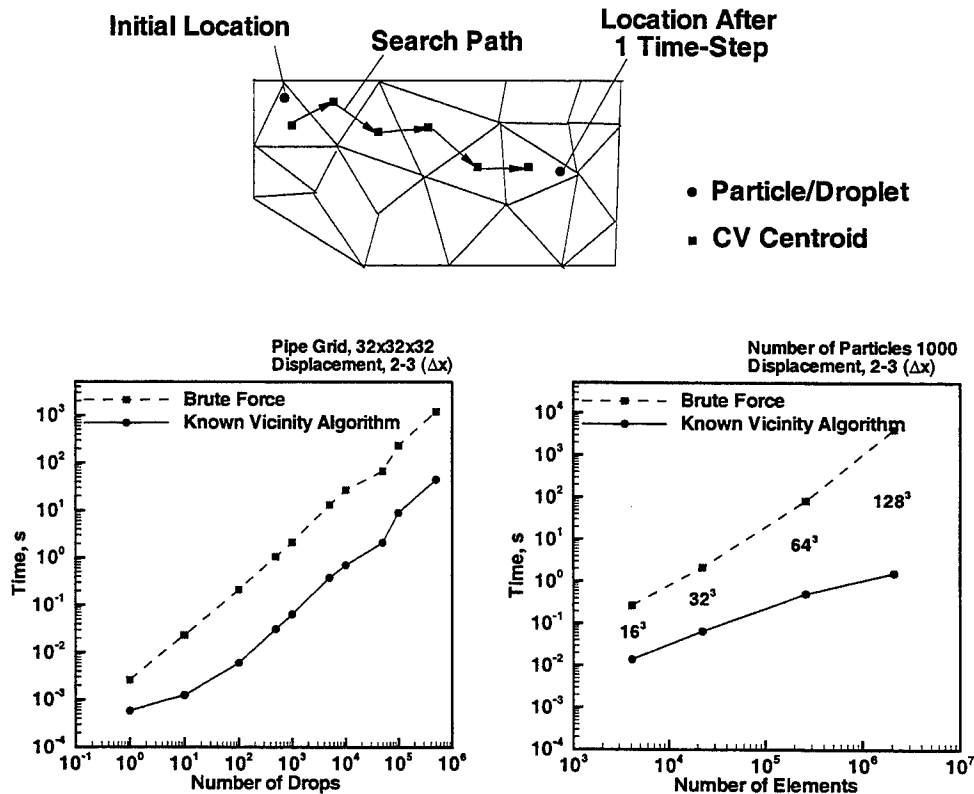 Initial Location
Search Path
Location After
1 Time-Step
Particle/Droplet
CV Centroid
Pipe Grid, 32x32x32
Displacement, 2-3 (Δx)
Brute Force
Known Vicinity Algorithm
Time, s
10³
10²
10¹
10⁰
10⁻¹
10⁻²
10⁻³
10⁻⁴
10⁻¹ 10⁰ 10¹ 10² 10³ 10⁴ 10⁵ 10⁶
Number of Drops
Number of Particles 1000
Displacement, 2-3 (Δx)
Brute Force
Known Vicinity Algorithm
Time, s
10⁴
10³
10²
10¹
10⁰
10⁻¹
10⁻²
10⁻³
10⁻⁴
16³
32³
64³
128³
10³ 10⁴ 10⁵ 10⁶ 10⁷
Number of Elements